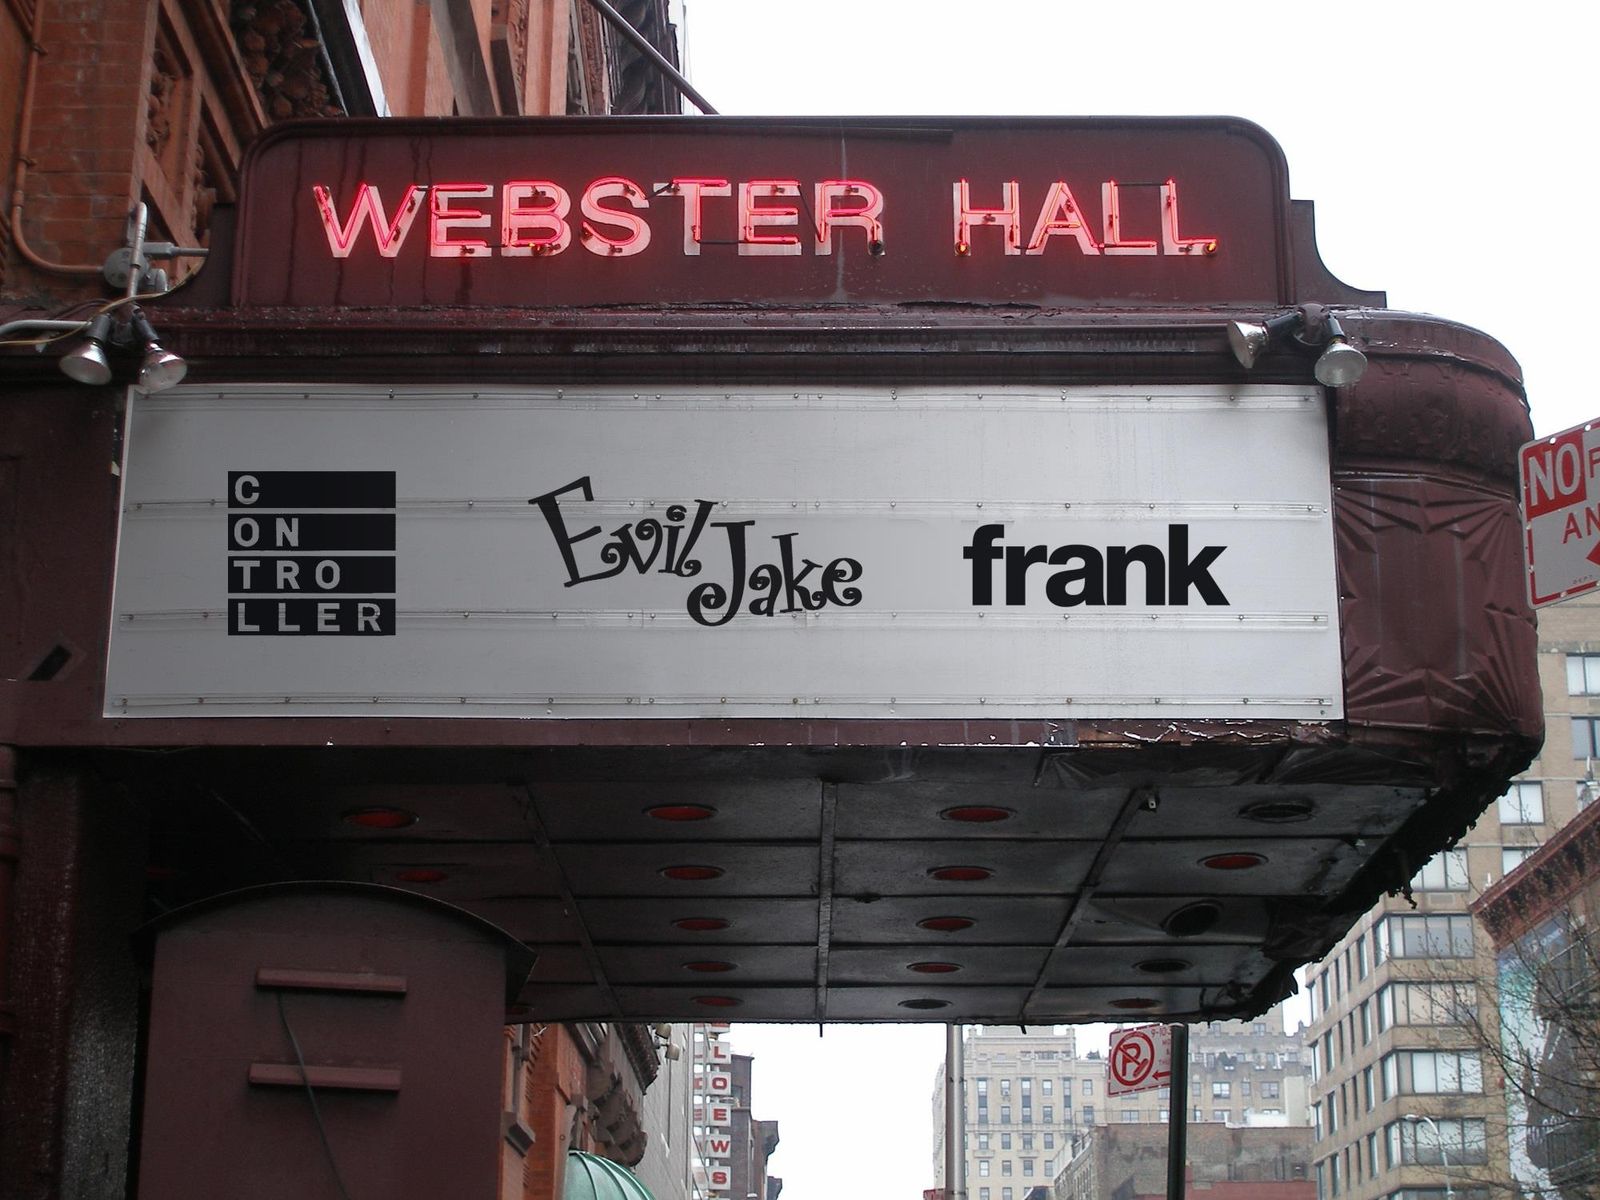 WEBSTER HALL
C
ON
TRO
LLER
Evil Jake
frank
NO
AN
LOEWS